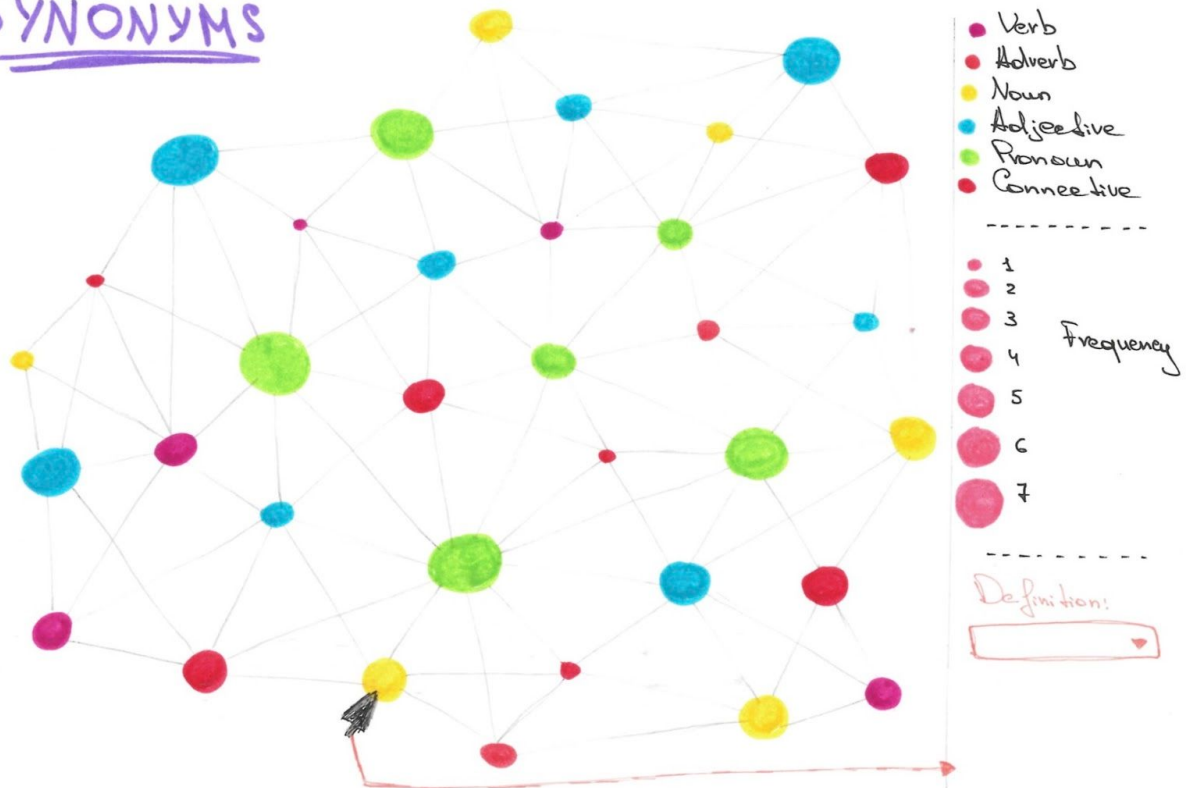 SYNONYMS
Verb
Adverb
Noun
Adjective
Pronoun
Connective
1
2
3
4
5
6
7
Frequency
Definition: